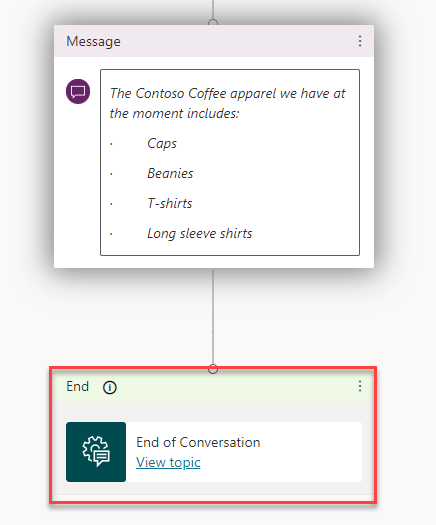 Message
The Contoso Coffee apparel we have at
the moment includes:
· Caps
· Beanies
· T-shirts
· Long sleeve shirts
End
End of Conversation
View topic